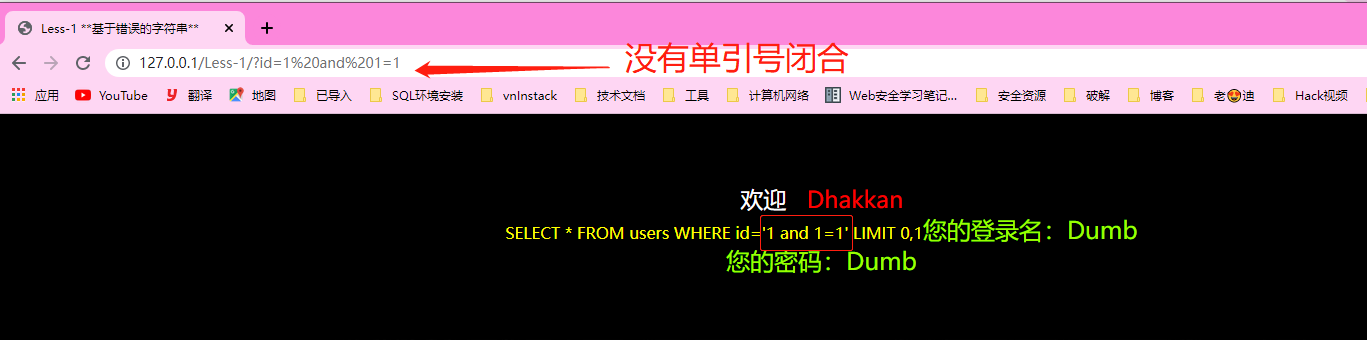 Less-1 **基于错误的字符串**
127.0.0.1/Less-1/?id=1%20and%201=1
没有单引号闭合
应用 YouTube 翻译 地图 已导入 SQL环境安装 vnInstack 技术文档 工具 计算机网络 Web安全学习笔记... 安全资源 破解 博客 老😍迪 Hack视频
欢迎 Dhakkan
SELECT * FROM users WHERE id='1 and 1=1' LIMIT 0,1您的登录名：Dumb
您的密码：Dumb